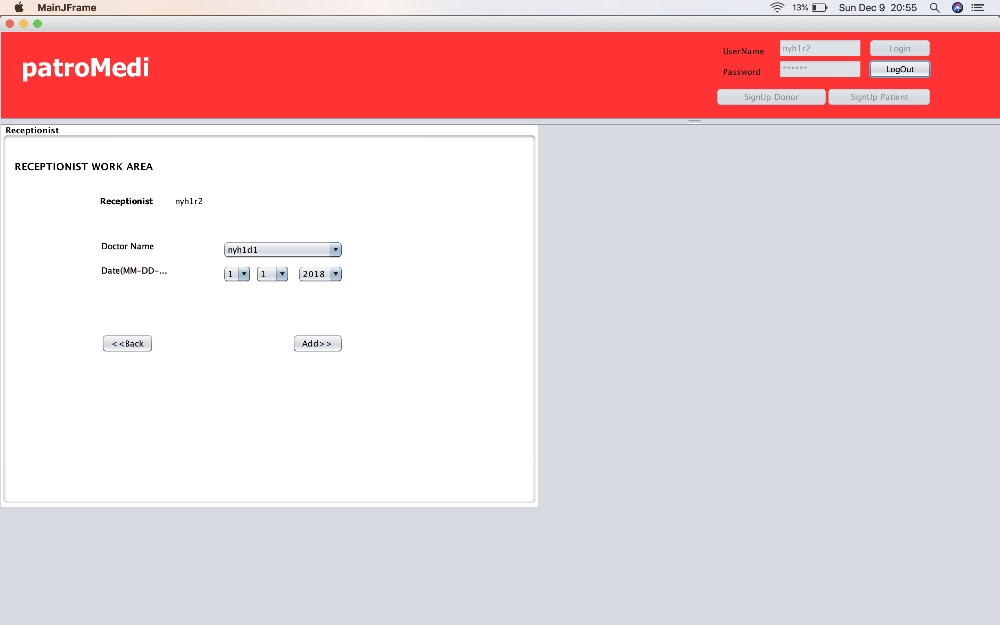 MainJFrame 13% Sun Dec 9 20:55
patroMedi
UserName nyh1r2 Login
Password ****** LogOut
SignUp Donor SignUp Patient
Receptionist
RECEPTIONIST WORK AREA
Receptionist nyh1r2
Doctor Name nyh1d1
Date(MM-DD-... 1 1 2018
<<Back Add>>